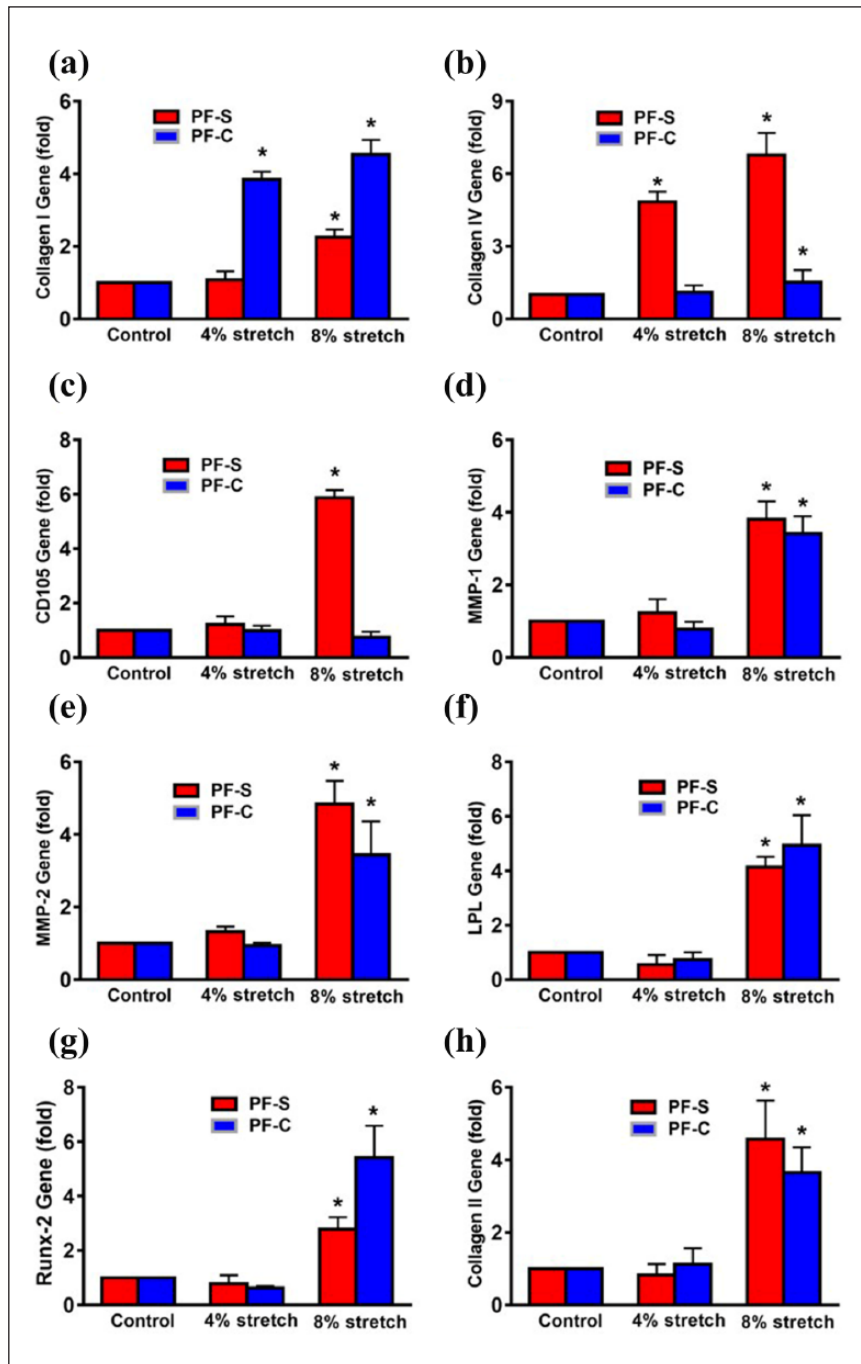 (a)
Collagen I Gene (fold)
6
4
2
0
PF-S
PF-C
*
*
*
Control
4% stretch
8% stretch
(b)
Collagen IV Gene (fold)
9
6
3
0
PF-S
PF-C
*
*
*
Control
4% stretch
8% stretch
(c)
CD105 Gene (fold)
8
6
4
2
0
PF-S
PF-C
*
Control
4% stretch
8% stretch
(d)
MMP-1 Gene (fold)
6
4
2
0
PF-S
PF-C
*
*
Control
4% stretch
8% stretch
(e)
MMP-2 Gene (fold)
6
4
2
0
PF-S
PF-C
*
*
Control
4% stretch
8% stretch
(f)
LPL Gene (fold)
8
6
4
2
0
PF-S
PF-C
*
*
Control
4% stretch
8% stretch
(g)
Runx-2 Gene (fold)
8
6
4
2
0
PF-S
PF-C
*
*
Control
4% stretch
8% stretch
(h)
Collagen II Gene (fold)
6
4
2
0
PF-S
PF-C
*
*
Control
4% stretch
8% stretch